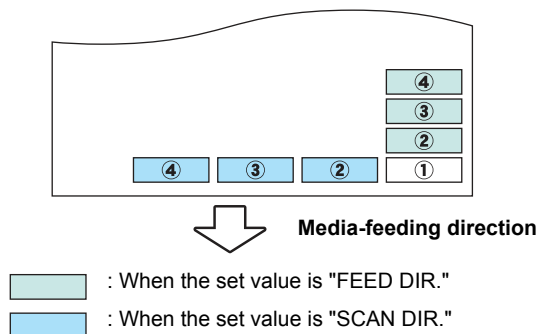 ④
③
②
④ ③ ② ①
Media-feeding direction
: When the set value is "FEED DIR."
: When the set value is "SCAN DIR."